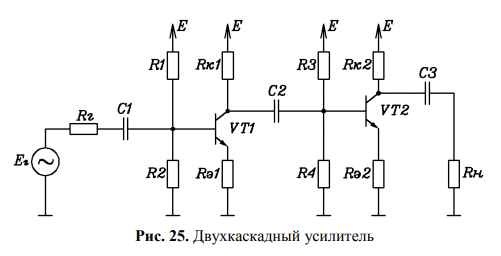 E E E E
R1 Rк1 R3 Rк2
C1 C2 C3
Rг
VT1 VT2
Eг
R2 Rэ1 R4 Rэ2 Rн
Рис. 25. Двухкаскадный усилитель